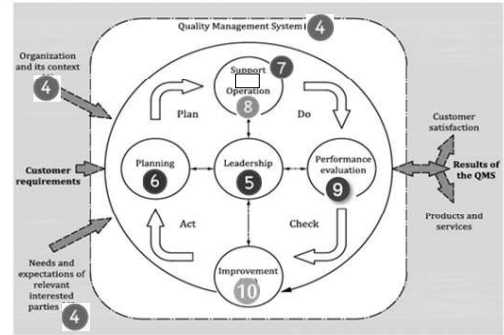 Quality Management System 4
Organization
and its context
4
Support 7
Operation
8
Plan
Do
Customer
satisfaction
Customer
requirements
Planning
6
Leadership
5
Performance
evaluation
9
Results of
the QMS
Act
Check
Products and
services
Needs and
expectations of
relevant
interested
parties 4
Improvement
10